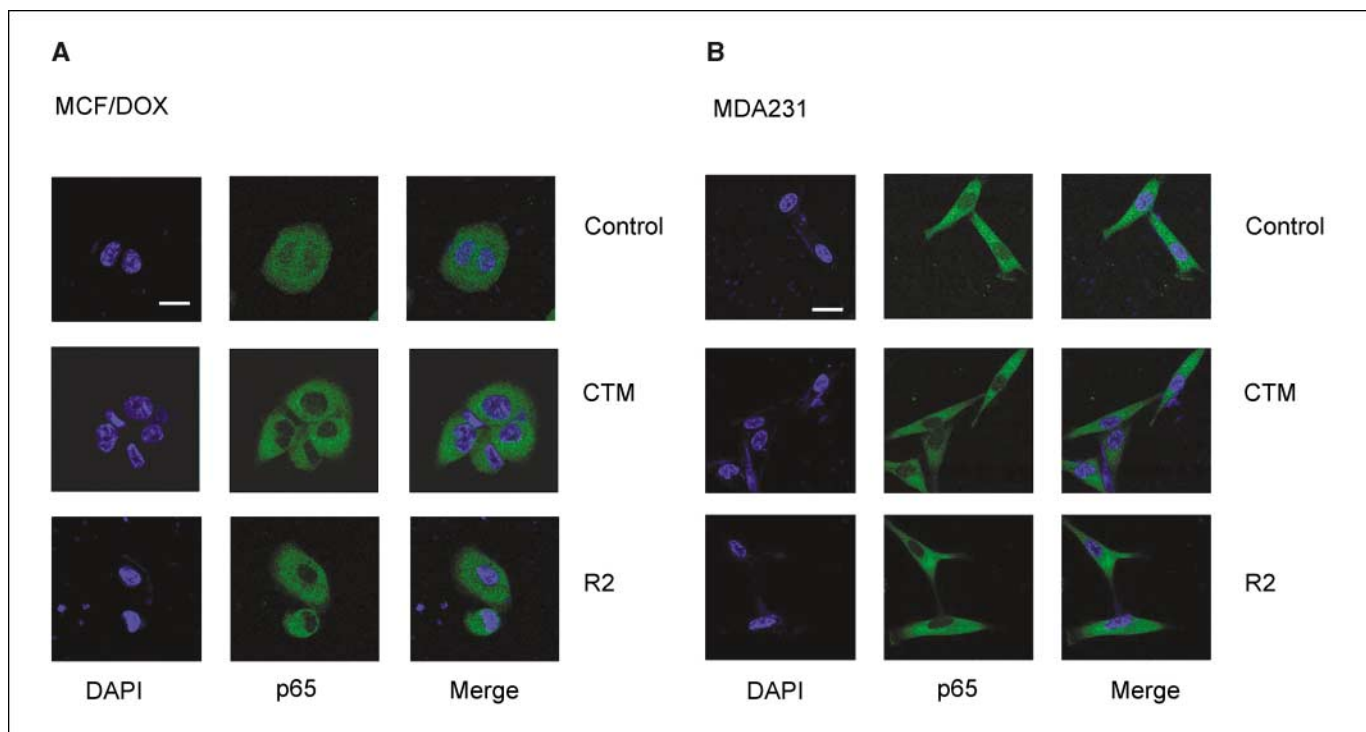 A
MCF/DOX
Control
CTM
R2
DAPI p65 Merge
B
MDA231
Control
CTM
R2
DAPI p65 Merge